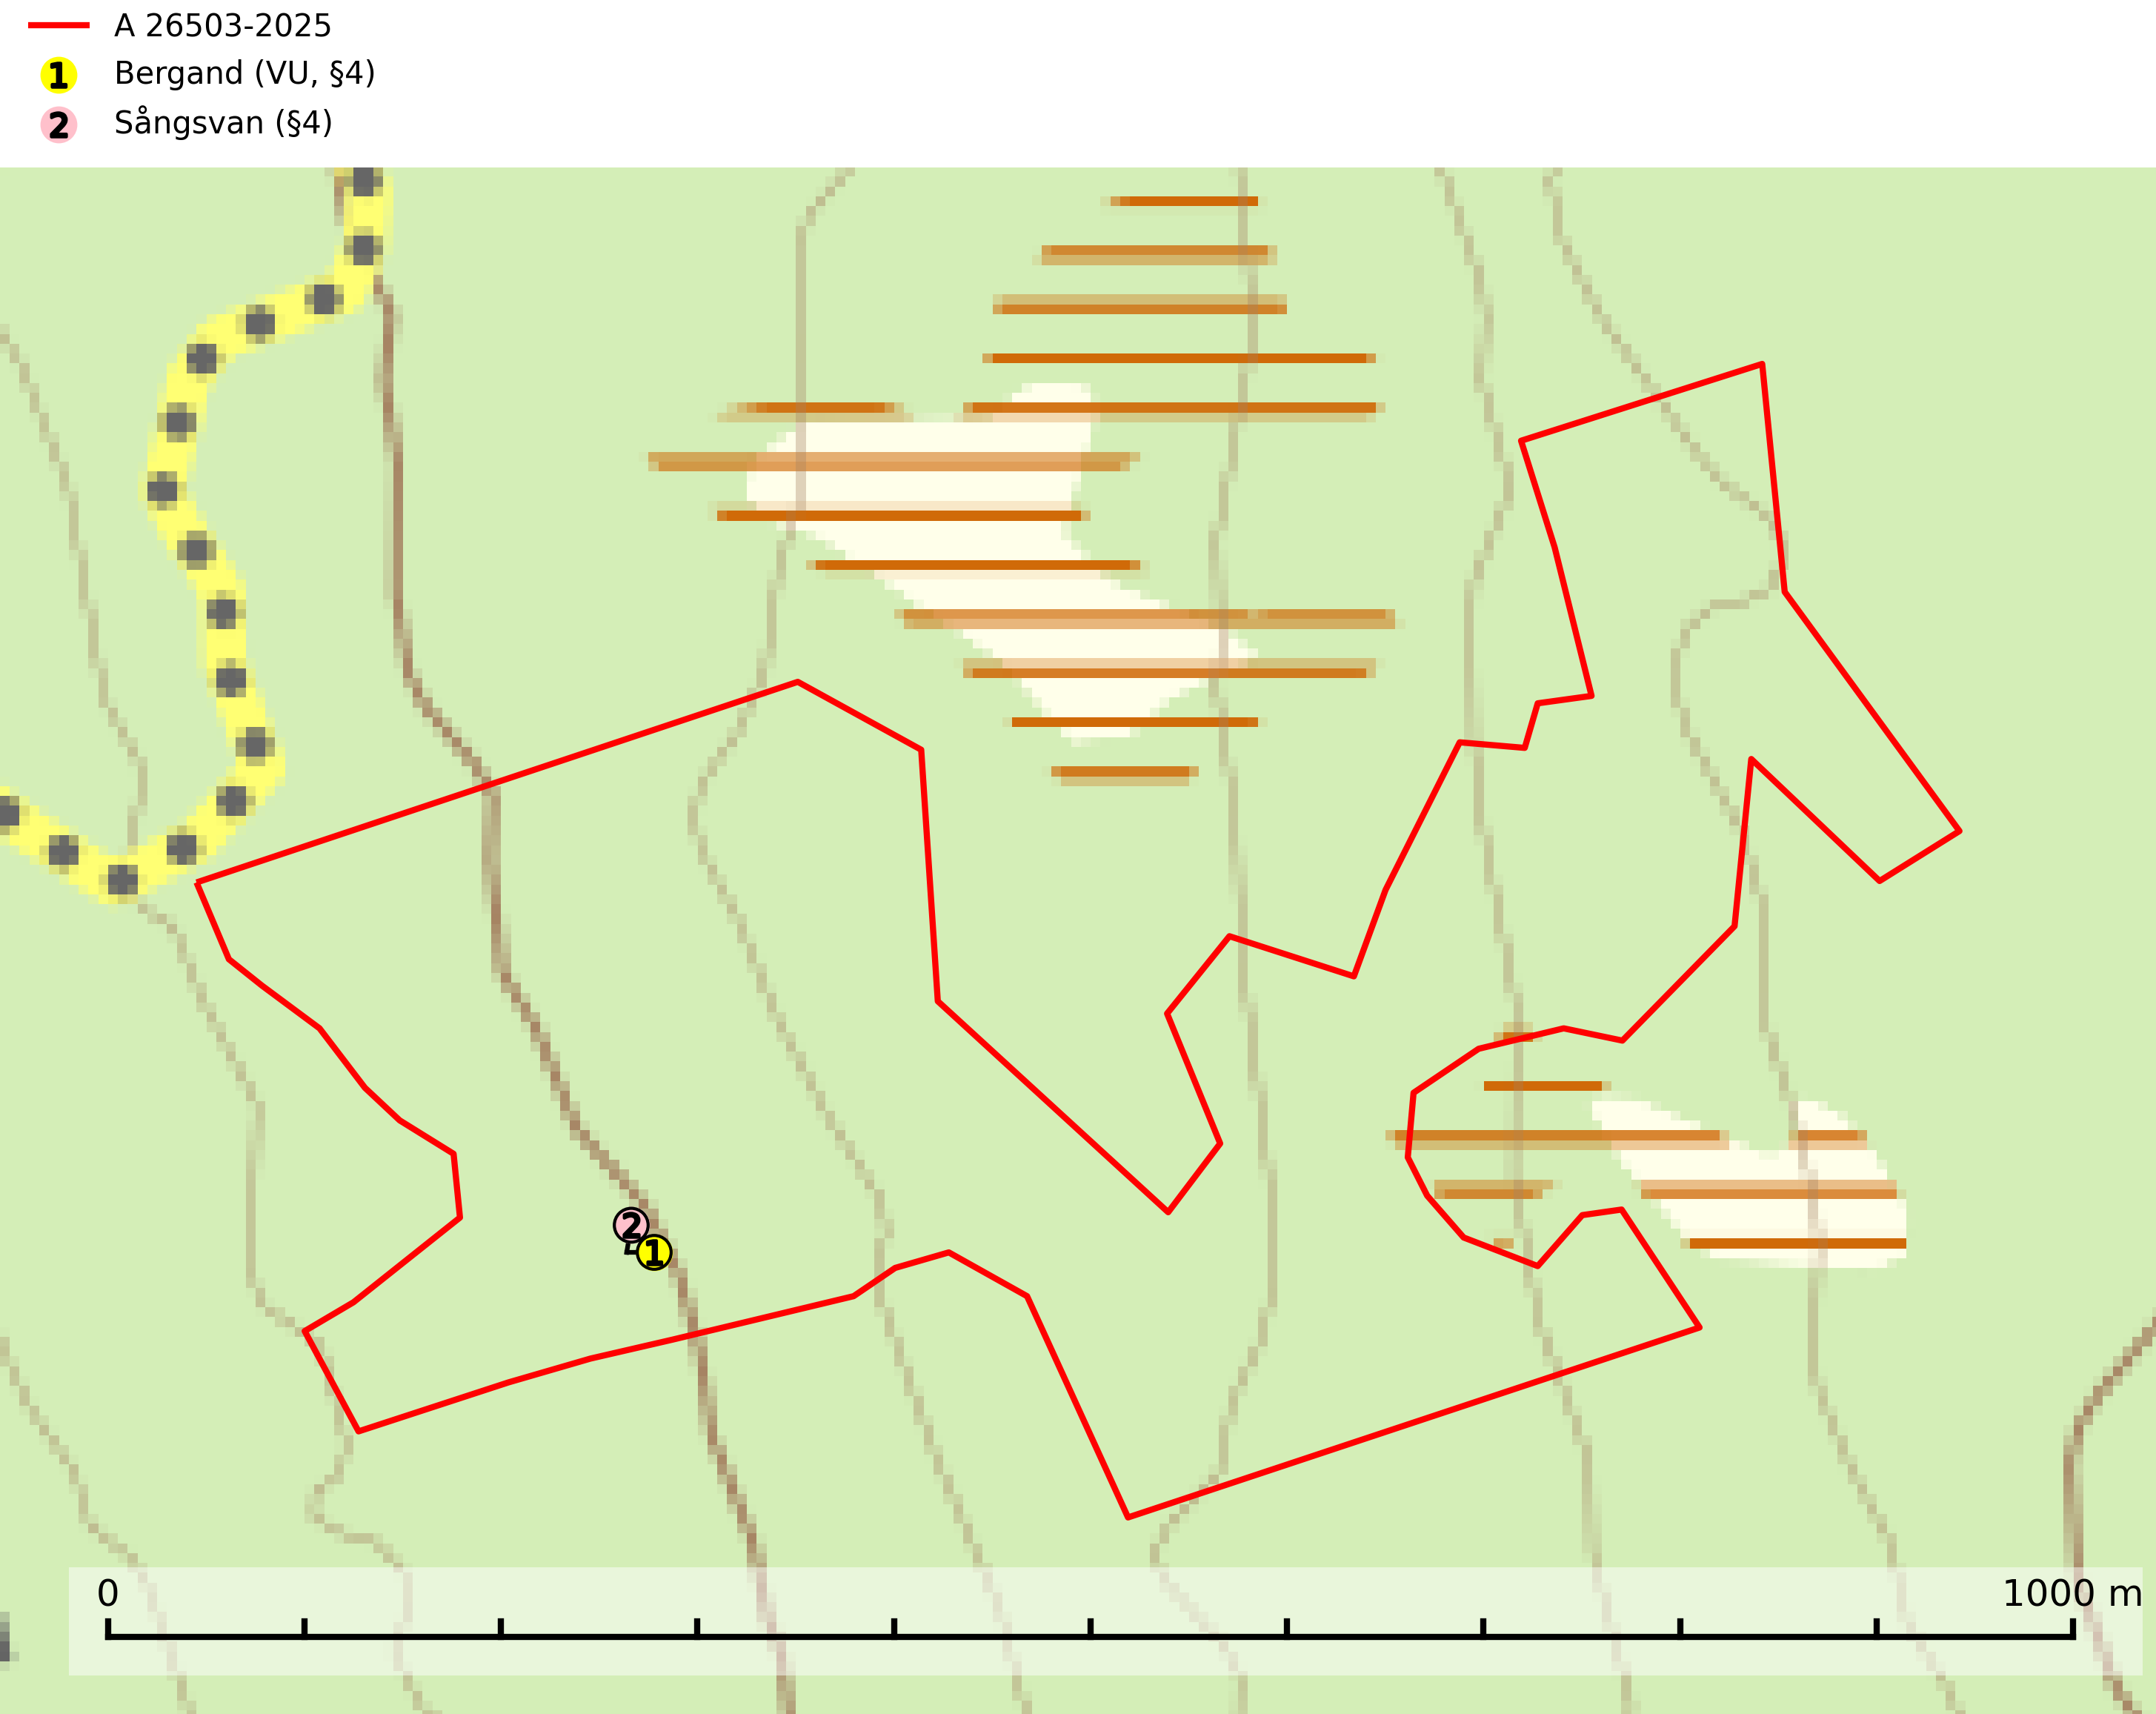 A 26503-2025
1 Bergand (VU, §4)
2 Sångsvan (§4)
2
1
0 1000 m